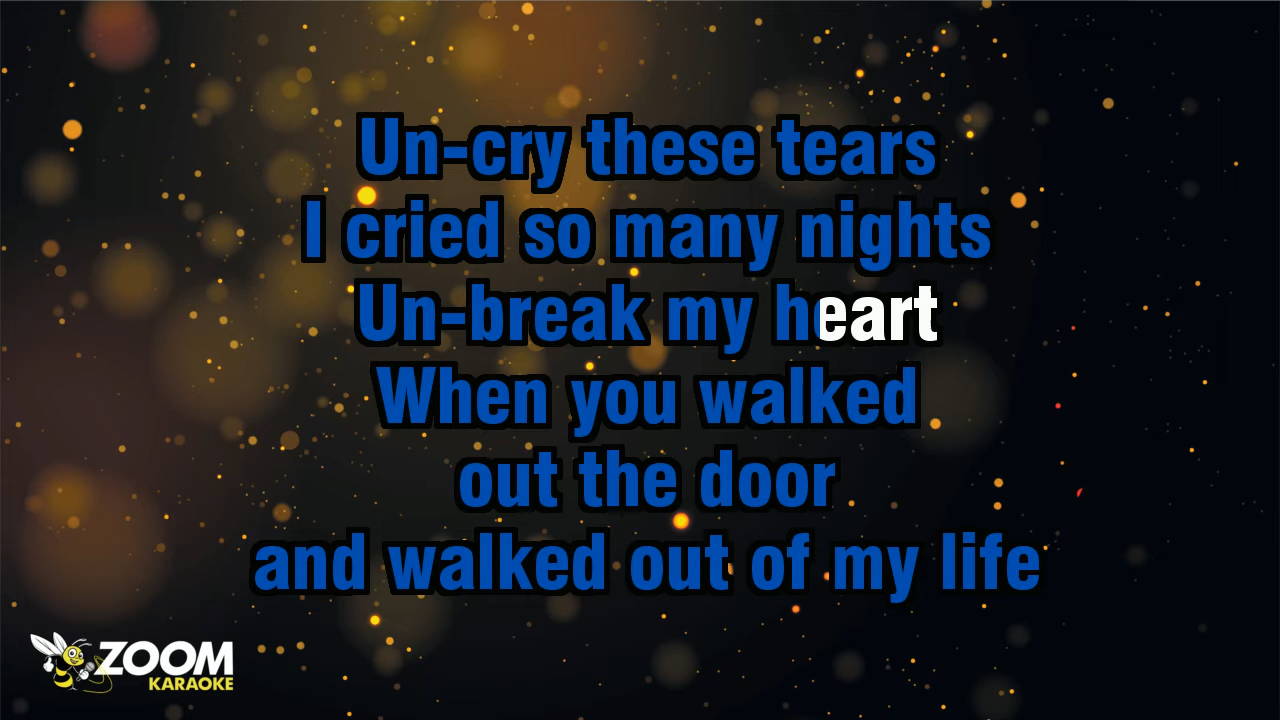 Un-cry these tears
I cried so many nights
Un-break my heart
When you walked
out the door
and walked out of my life
ZOOM
KARAOKE